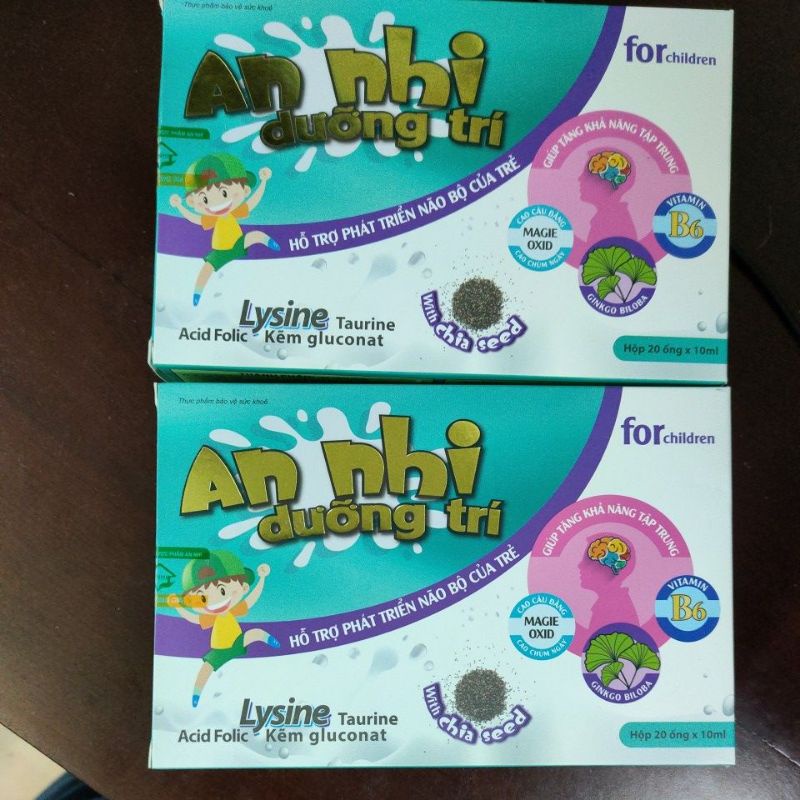 Thực phẩm bảo vệ sức khoẻ
An nhi
dưỡng trí
for children
HỖ TRỢ PHÁT TRIỂN NÃO BỘ CỦA TRẺ
GIÚP TĂNG KHẢ NĂNG TẬP TRUNG
CAO CÂU ĐẰNG
MAGIE
OXID
CAO CHÙM NGÂY
VITAMIN
B6
GINKGO BILOBA
Lysine Taurine
Acid Folic - Kẽm gluconat
With chia seed
Hộp 20 ống x 10ml
Thực phẩm bảo vệ sức khoẻ
An nhi
dưỡng trí
for children
HỖ TRỢ PHÁT TRIỂN NÃO BỘ CỦA TRẺ
GIÚP TĂNG KHẢ NĂNG TẬP TRUNG
CAO CÂU ĐẰNG
MAGIE
OXID
CAO CHÙM NGÂY
VITAMIN
B6
GINKGO BILOBA
Lysine Taurine
Acid Folic - Kẽm gluconat
With chia seed
Hộp 20 ống x 10ml